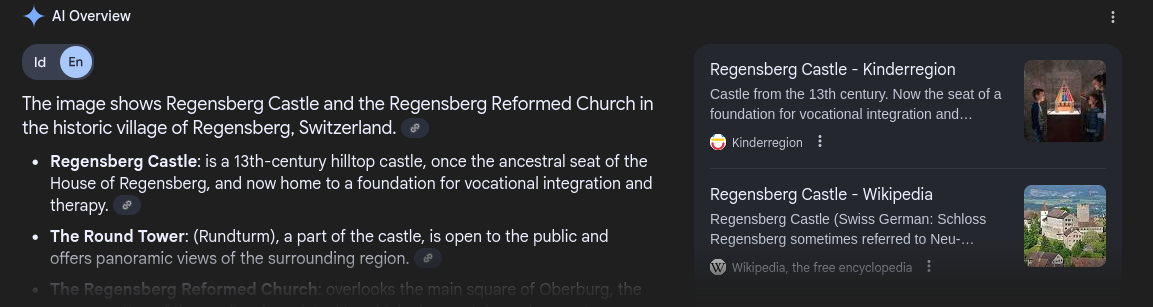 AI Overview
Id En
The image shows Regensberg Castle and the Regensberg Reformed Church in
the historic village of Regensberg, Switzerland.
• Regensberg Castle: is a 13th-century hilltop castle, once the ancestral seat of the
House of Regensberg, and now home to a foundation for vocational integration and
therapy.
• The Round Tower: (Rundturm), a part of the castle, is open to the public and
offers panoramic views of the surrounding region.
• The Regensberg Reformed Church: overlooks the main square of Oberburg, the
Regensberg Castle - Kinderregion
Castle from the 13th century. Now the seat of a
foundation for vocational integration and…
Kinderregion
Regensberg Castle - Wikipedia
Regensberg Castle (Swiss German: Schloss
Regensberg sometimes referred to Neu-…
Wikipedia, the free encyclopedia